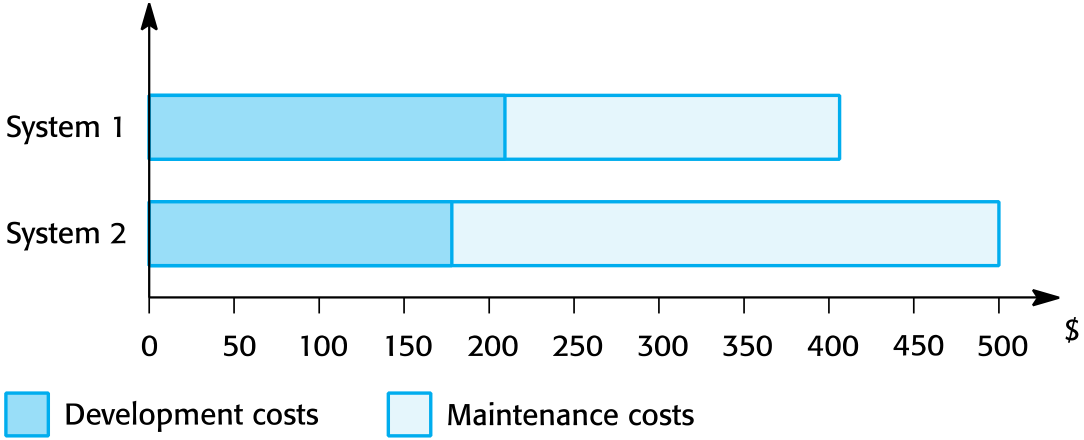 System 1
System 2
0 50 100 150 200 250 300 350 400 450 500 $
Development costs Maintenance costs